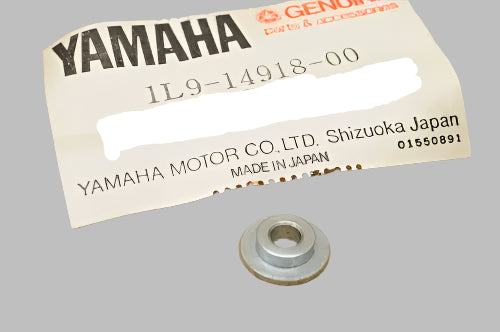 YAMAHA
GENUINE
PARTS & ACCESSORIES
1L9-14918-00
YAMAHA MOTOR CO.,LTD. Shizuoka Japan
MADE IN JAPAN
01550891